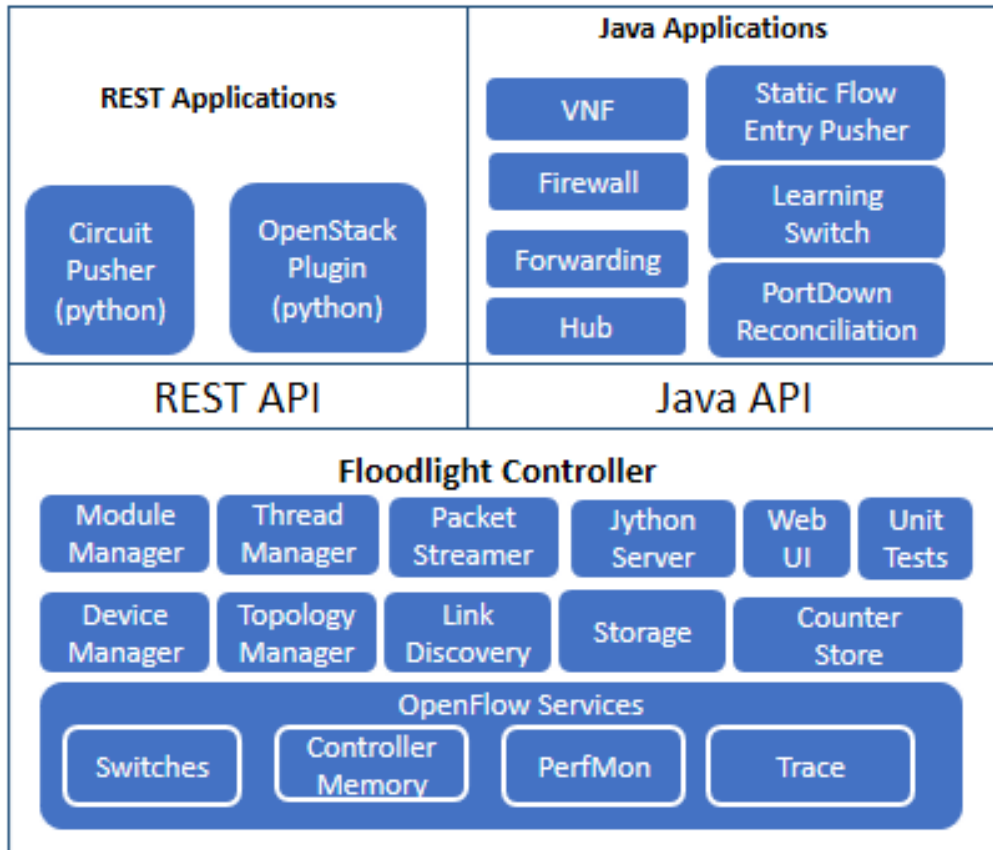 REST Applications
Circuit
Pusher
(python)
OpenStack
Plugin
(python)
Java Applications
VNF
Firewall
Forwarding
Hub
Static Flow
Entry Pusher
Learning
Switch
PortDown
Reconciliation
REST API
Java API
Floodlight Controller
Module
Manager
Thread
Manager
Packet
Streamer
Jython
Server
Web
UI
Unit
Tests
Device
Manager
Topology
Manager
Link
Discovery
Storage
Counter
Store
OpenFlow Services
Switches
Controller
Memory
PerfMon
Trace